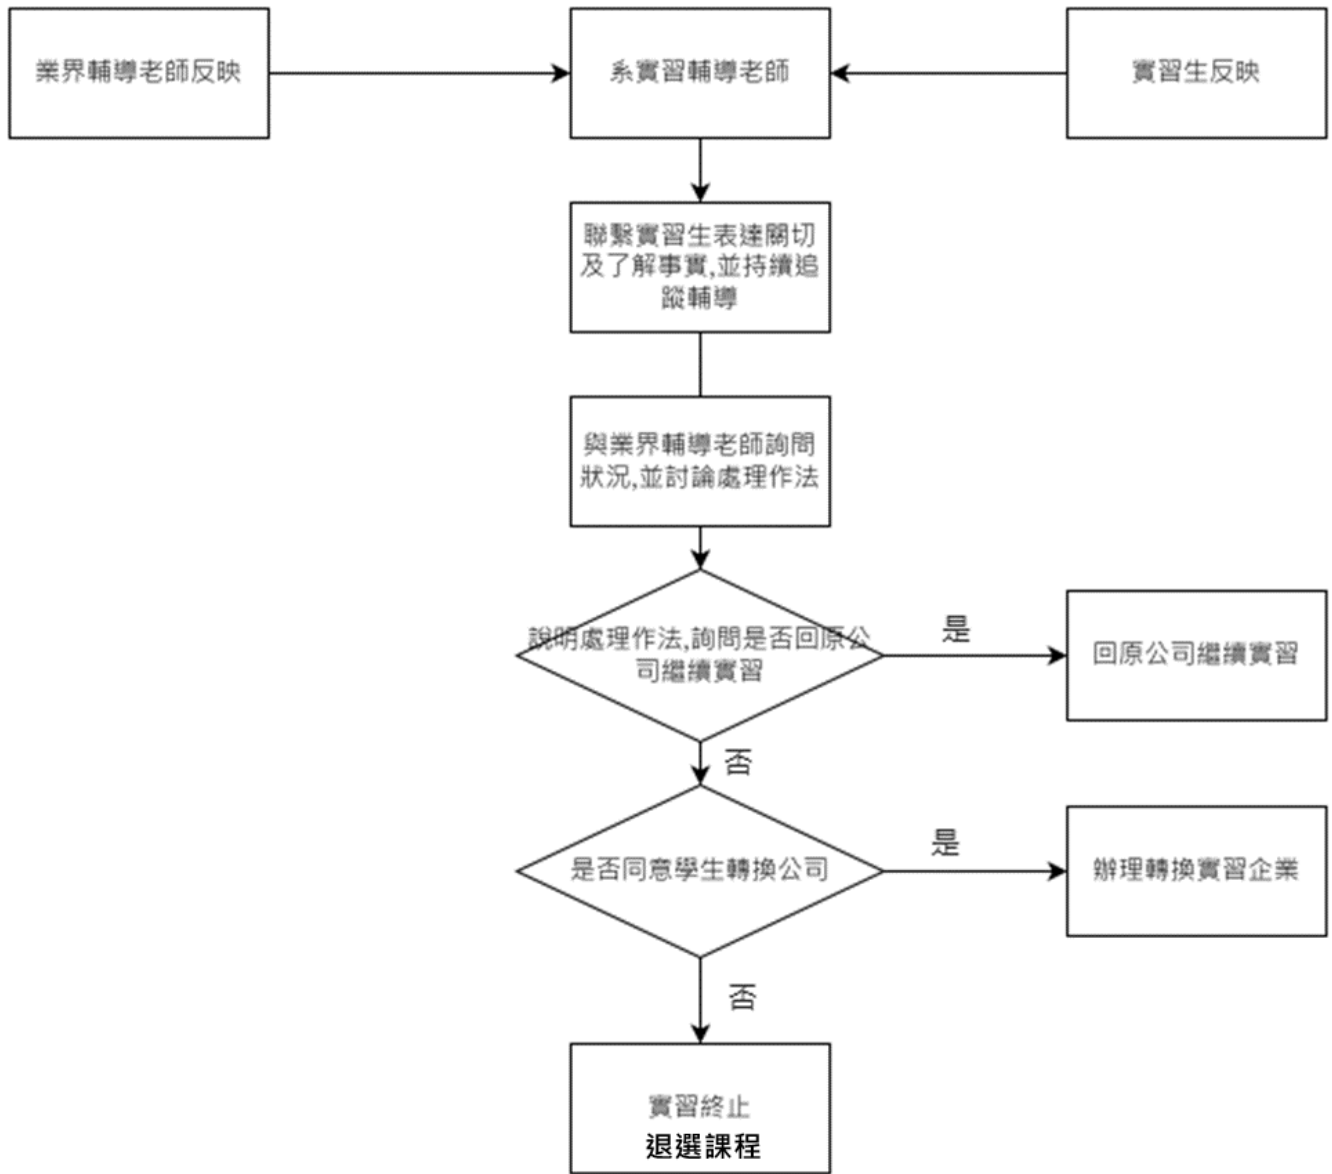 業界輔導老師反映
系實習輔導老師
實習生反映
聯繫實習生表達關切
及了解事實,並持續追
蹤輔導
與業界輔導老師詢問
狀況,並討論處理作法
說明處理作法,詢問是否回原公
司繼續實習
是
回原公司繼續實習
否
是否同意學生轉換公司
是
辦理轉換實習企業
否
實習終止
退選課程